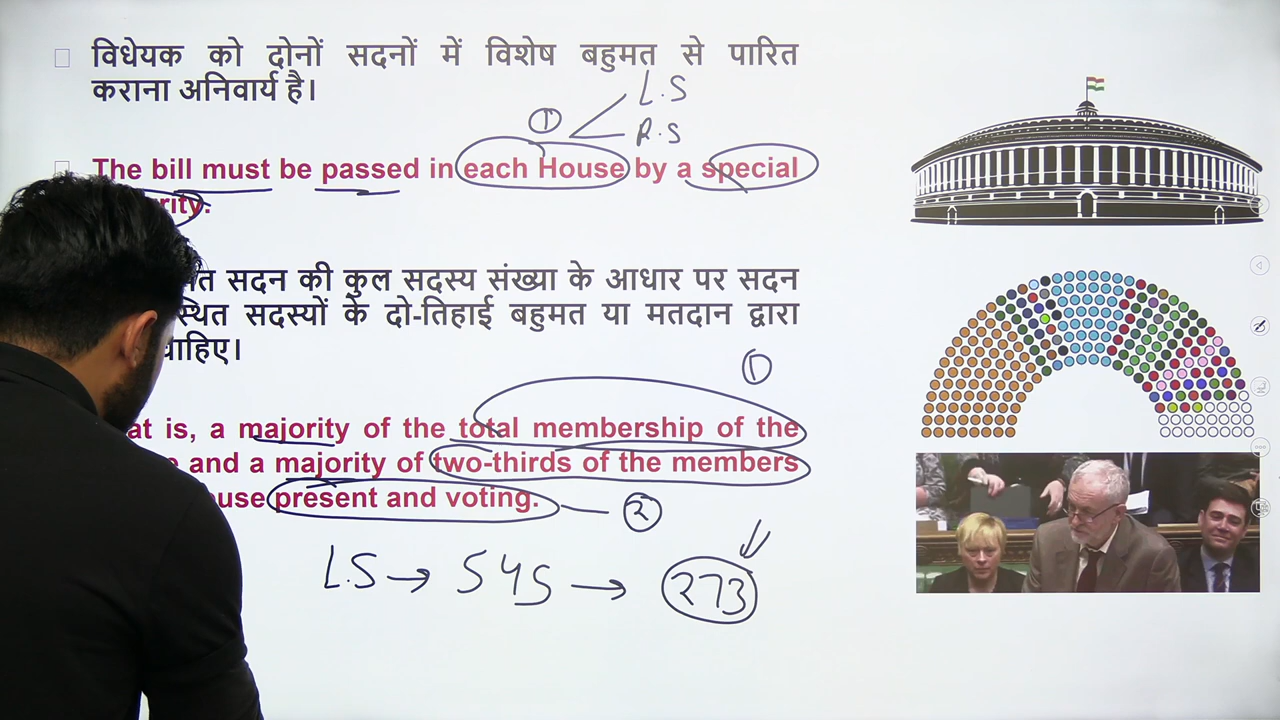 विधेयक को दोनों सदनों में विशेष बहुमत से पारित
कराना अनिवार्य है।
L.S
① R.S
The bill must be passed in each House by a special
rity.
त सदन की कुल सदस्य संख्या के आधार पर सदन
स्थित सदस्यों के दो-तिहाई बहुमत या मतदान द्वारा
चाहिए।
①
at is, a majority of the total membership of the
e and a majority of two-thirds of the members
use present and voting.
②
L.S → 545 → 273